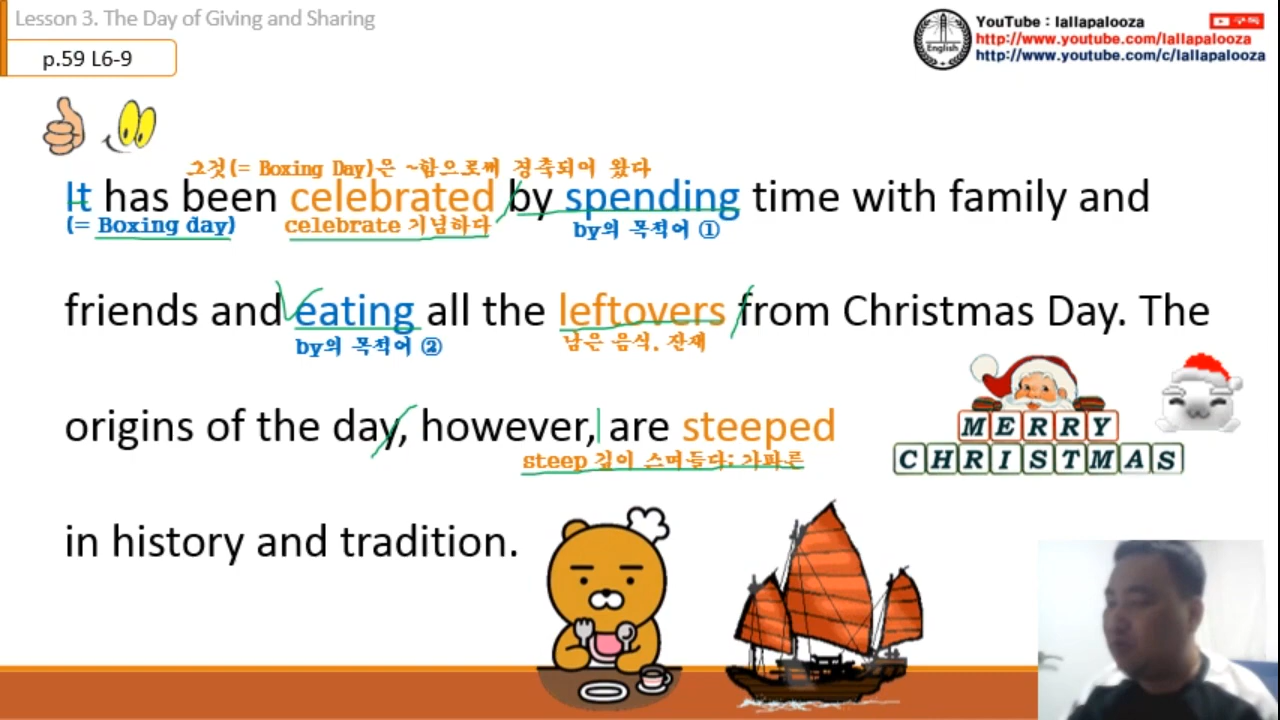 Lesson 3. The Day of Giving and Sharing
p.59 L6-9
English
YouTube : lallapalooza
구독
http://www.youtube.com/lallapalooza
http://www.youtube.com/c/lallapalooza
그것(= Boxing Day)은 ~함으로써 경축되어 왔다
It has been celebrated by spending time with family and
(= Boxing day) celebrate 기념하다 by의 목적어 ①
friends and eating all the leftovers from Christmas Day. The
by의 목적어 ② 남은 음식, 잔재
origins of the day, however, are steeped
steep 깊이 스며들다; 가파른
in history and tradition.
MERRY
CHRISTMAS